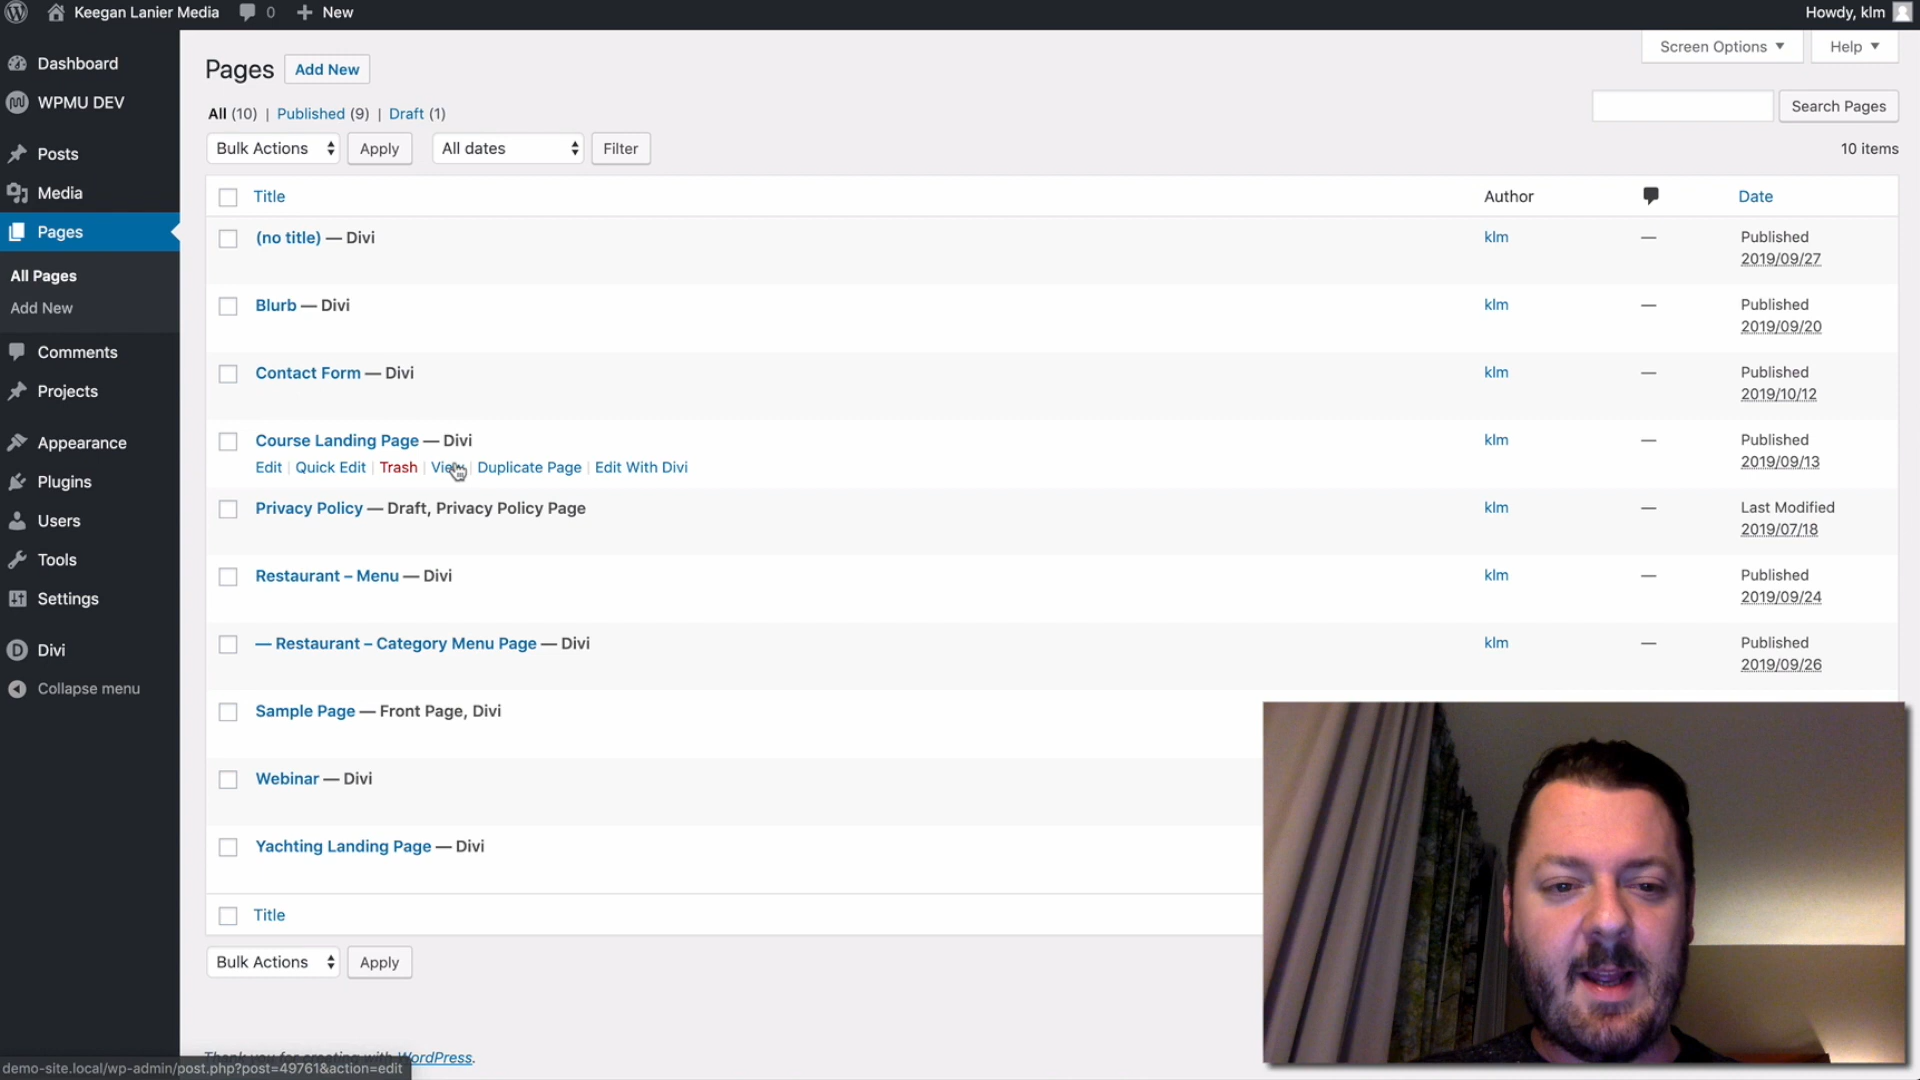 Keegan Lanier Media 0 New Howdy, klm
Screen Options Help
Dashboard
WPMU DEV
Posts
Media
Pages
All Pages
Add New
Comments
Projects
Appearance
Plugins
Users
Tools
Settings
Divi
Collapse menu
Pages Add New
All (10) | Published (9) | Draft (1)
Search Pages
Bulk Actions Apply All dates Filter 10 items
Title Author Date
(no title) — Divi klm — Published
2019/09/27
Blurb — Divi klm — Published
2019/09/20
Contact Form — Divi klm — Published
2019/10/12
Course Landing Page — Divi klm — Published
2019/09/13
Edit | Quick Edit | Trash | View | Duplicate Page | Edit With Divi
Privacy Policy — Draft, Privacy Policy Page klm — Last Modified
2019/07/18
Restaurant – Menu — Divi klm — Published
2019/09/24
— Restaurant – Category Menu Page — Divi klm — Published
2019/09/26
Sample Page — Front Page, Divi
Webinar — Divi
Yachting Landing Page — Divi
Title
Bulk Actions Apply
Thank you for creating with WordPress.
demo-site.local/wp-admin/post.php?post=49761&action=edit